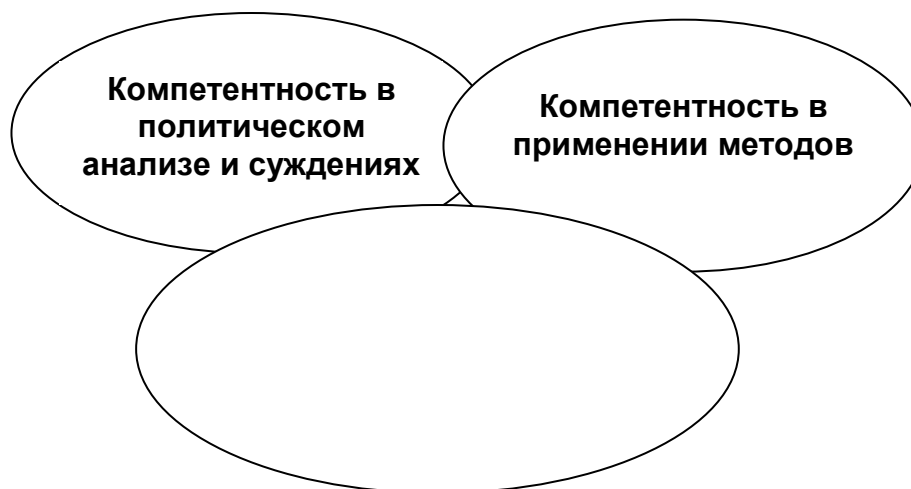 Компетентность в
политическом
анализе и суждениях
Компетентность в
применении методов